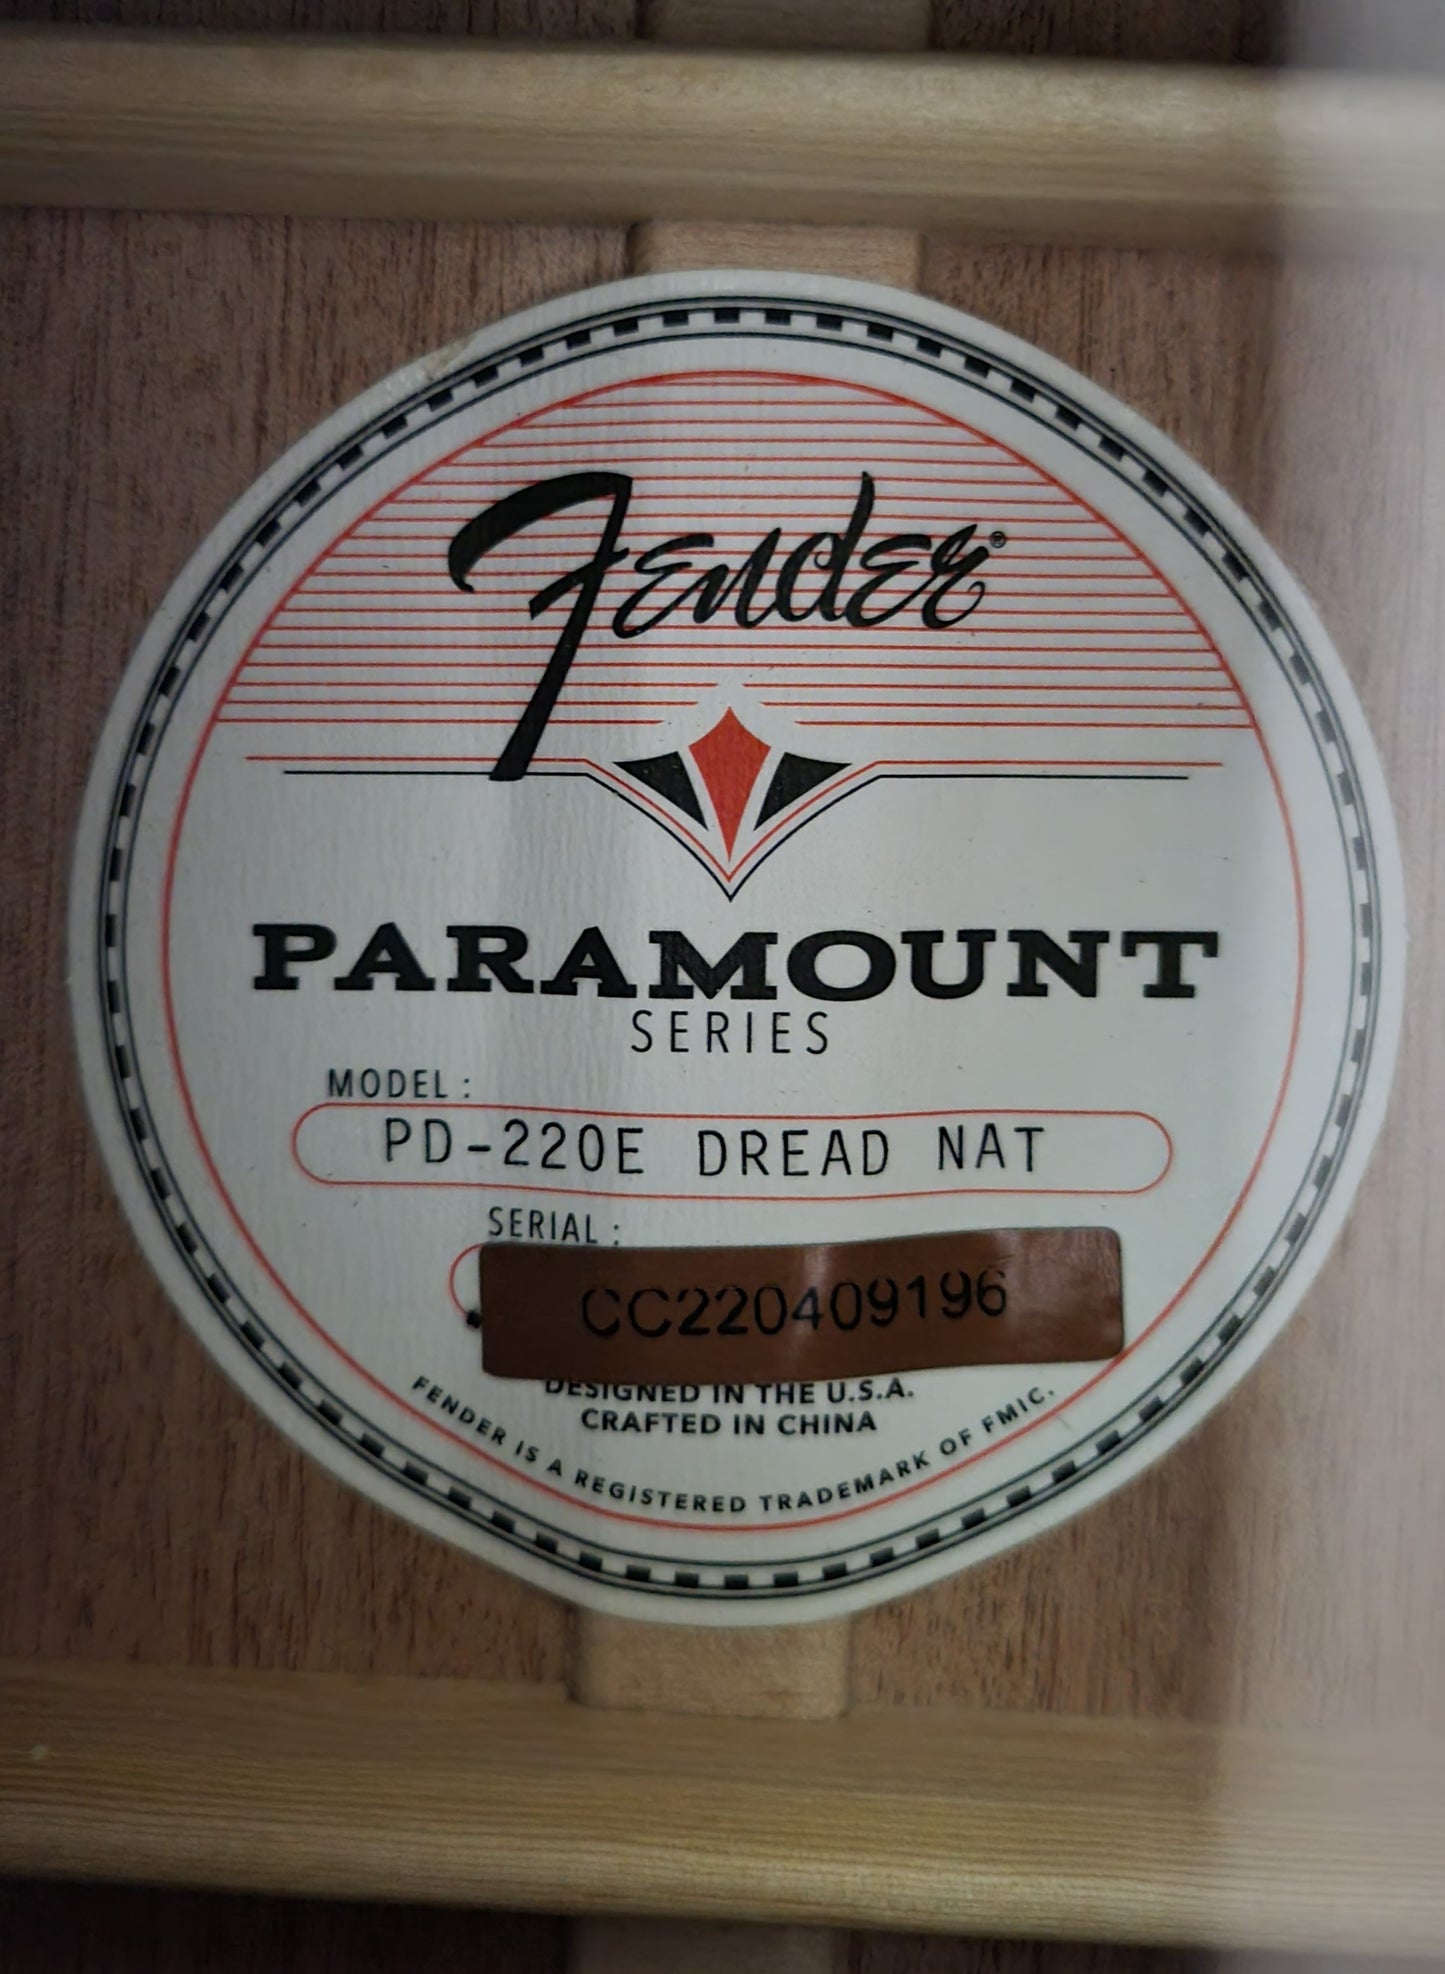 Fender®
PARAMOUNT
SERIES
MODEL :
PD-220E DREAD NAT
SERIAL :
CC220409196
DESIGNED IN THE U.S.A.
CRAFTED IN CHINA
FENDER IS A REGISTERED TRADEMARK OF FMIC.